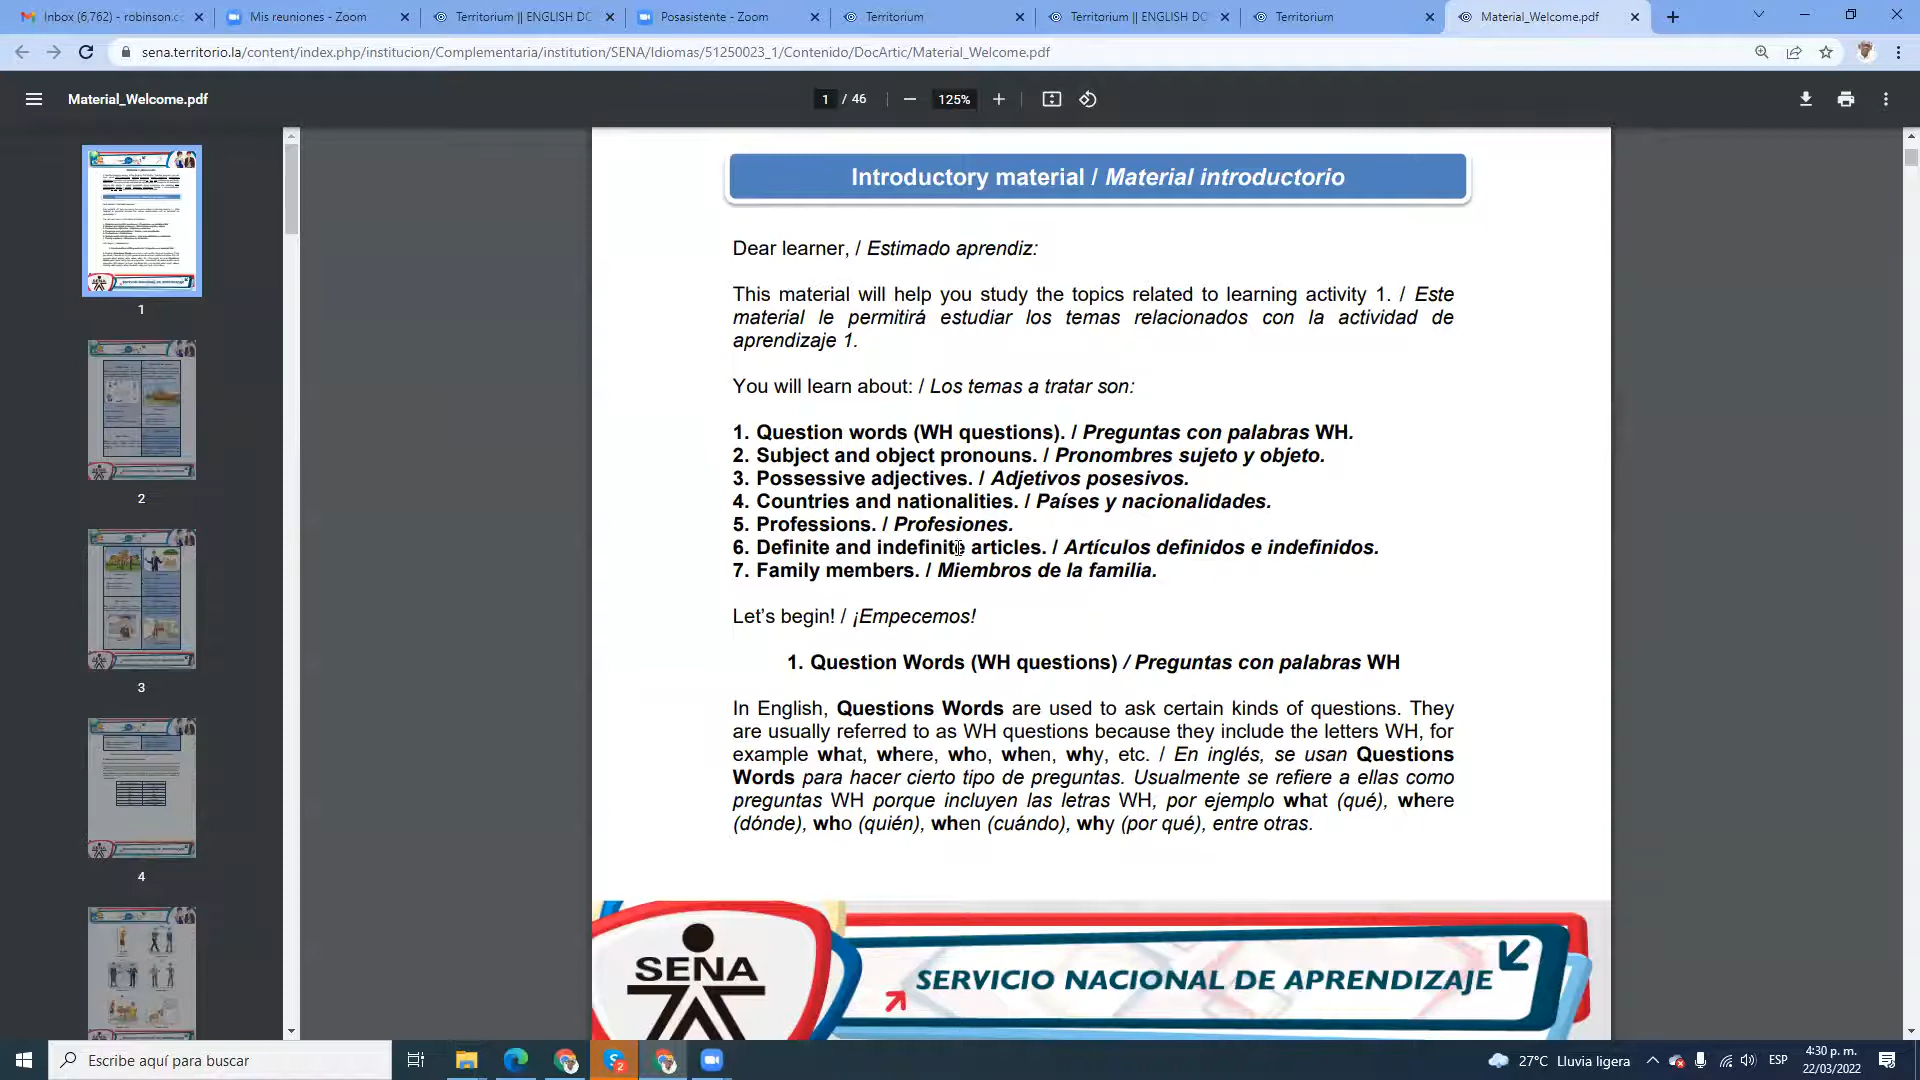 Inbox (6,762) - robinson.cc
Mis reuniones - Zoom
Territorium || ENGLISH DO
Posasistente - Zoom
Territorium
Territorium || ENGLISH DO
Territorium
Material_Welcome.pdf
sena.territorio.la/content/index.php/institucion/Complementaria/institution/SENA/Idiomas/51250023_1/Contenido/DocArtic/Material_Welcome.pdf
Material_Welcome.pdf
1 / 46
125%
1
2
3
4
Introductory material / Material introductorio
Dear learner, / Estimado aprendiz:
This material will help you study the topics related to learning activity 1. / Este
material le permitirá estudiar los temas relacionados con la actividad de
aprendizaje 1.
You will learn about: / Los temas a tratar son:
1. Question words (WH questions). / Preguntas con palabras WH.
2. Subject and object pronouns. / Pronombres sujeto y objeto.
3. Possessive adjectives. / Adjetivos posesivos.
4. Countries and nationalities. / Países y nacionalidades.
5. Professions. / Profesiones.
6. Definite and indefinite articles. / Artículos definidos e indefinidos.
7. Family members. / Miembros de la familia.
Let's begin! / ¡Empecemos!
1. Question Words (WH questions) / Preguntas con palabras WH
In English, Questions Words are used to ask certain kinds of questions. They
are usually referred to as WH questions because they include the letters WH, for
example what, where, who, when, why, etc. / En inglés, se usan Questions
Words para hacer cierto tipo de preguntas. Usualmente se refiere a ellas como
preguntas WH porque incluyen las letras WH, por ejemplo what (qué), where
(dónde), who (quién), when (cuándo), why (por qué), entre otras.
SENA
SERVICIO NACIONAL DE APRENDIZAJE
Escribe aquí para buscar
2
27°C Lluvia ligera
ESP
4:30 p. m.
22/03/2022